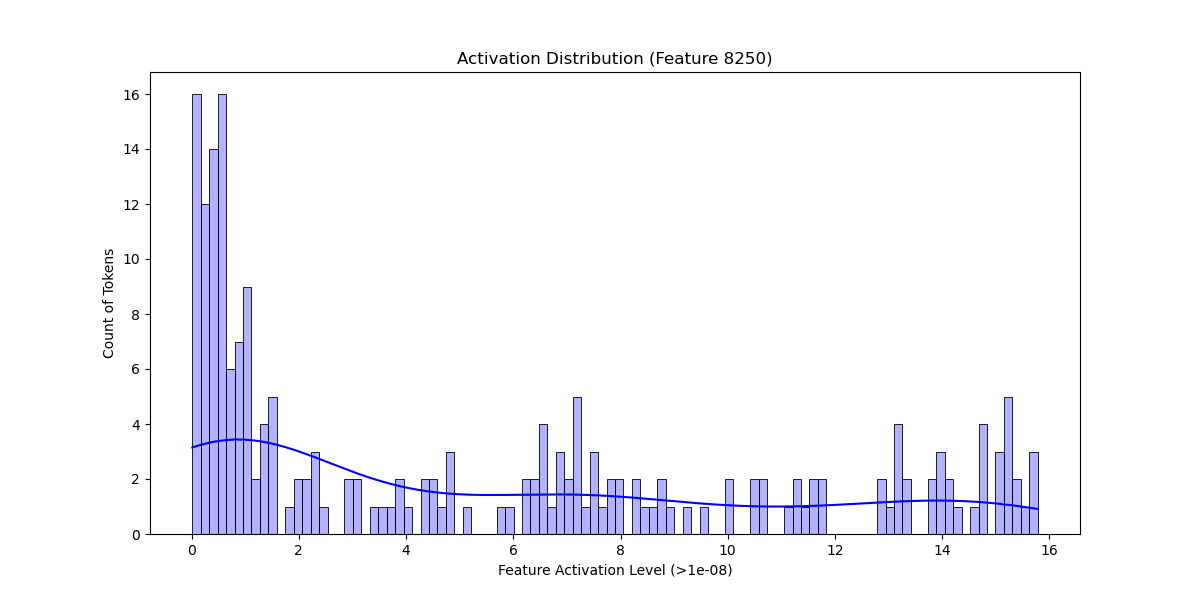 Activation Distribution (Feature 8250)
16
14
12
10
8
6
4
2
0
Count of Tokens
0 2 4 6 8 10 12 14 16
Feature Activation Level (>1e-08)